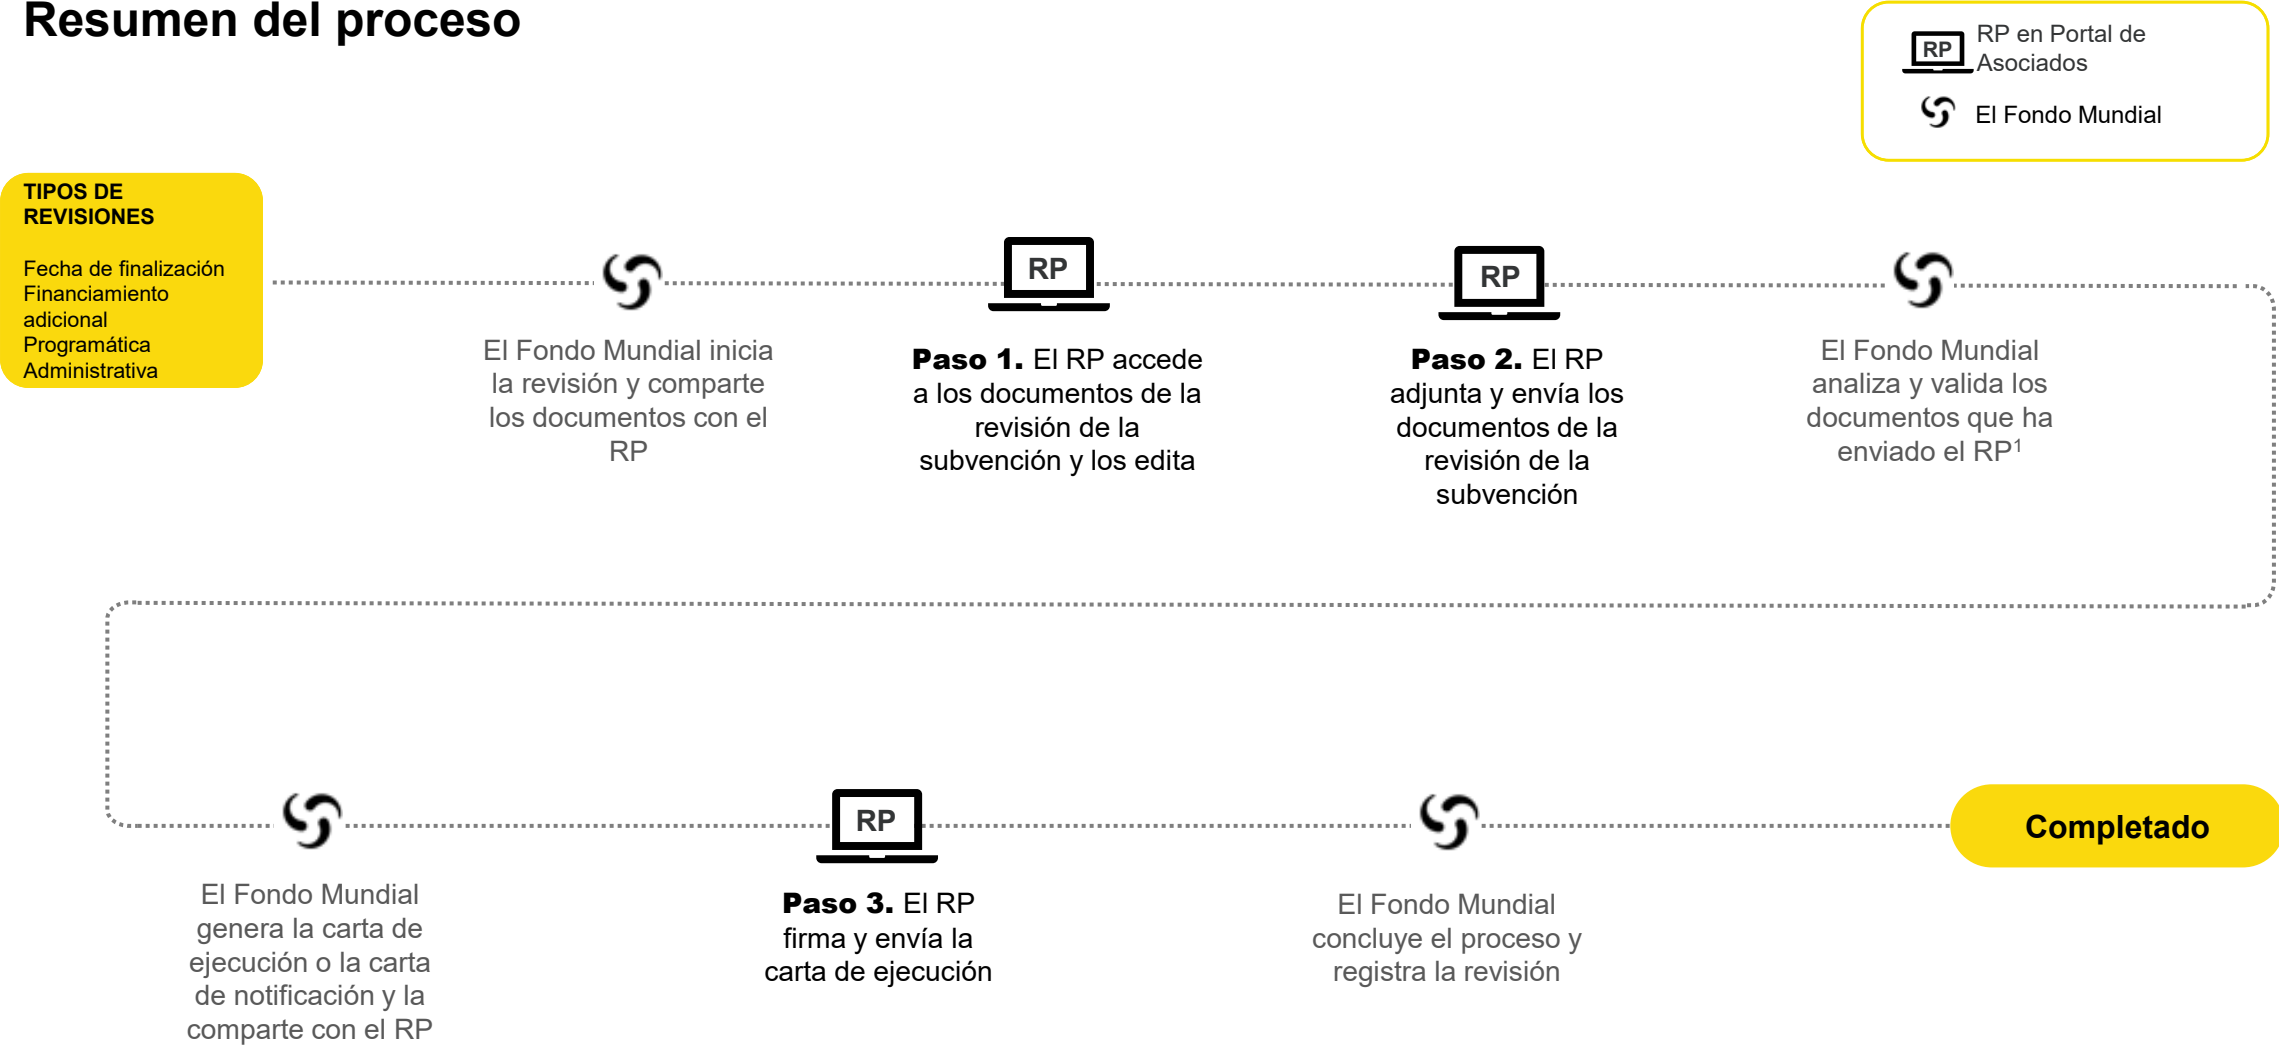 Resumen del proceso
RP
RP en Portal de
Asociados
El Fondo Mundial
TIPOS DE
REVISIONES
Fecha de finalización
Financiamiento
adicional
Programática
Administrativa
El Fondo Mundial inicia
la revisión y comparte
los documentos con el
RP
RP
Paso 1. El RP accede
a los documentos de la
revisión de la
subvención y los edita
RP
Paso 2. El RP
adjunta y envía los
documentos de la
revisión de la
subvención
El Fondo Mundial
analiza y valida los
documentos que ha
enviado el RP¹
El Fondo Mundial
genera la carta de
ejecución o la carta
de notificación y la
comparte con el RP
RP
Paso 3. El RP
firma y envía la
carta de ejecución
El Fondo Mundial
concluye el proceso y
registra la revisión
Completado